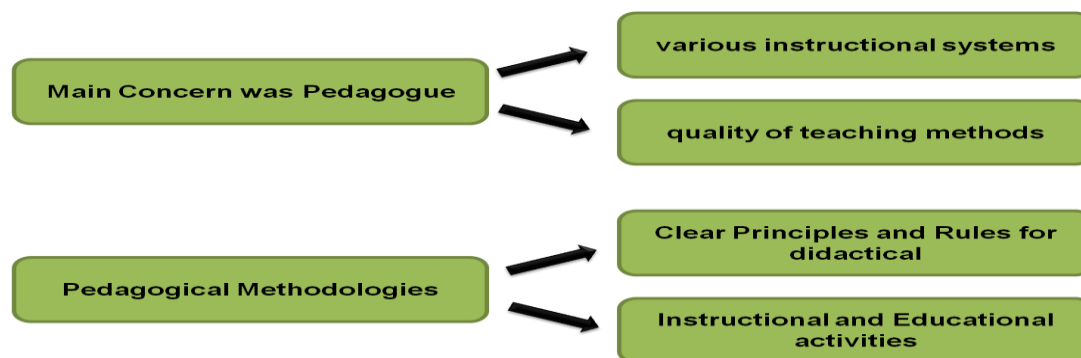 Main Concern was Pedagogue
various instructional systems
quality of teaching methods
Pedagogical Methodologies
Clear Principles and Rules for
didactical
Instructional and Educational
activities